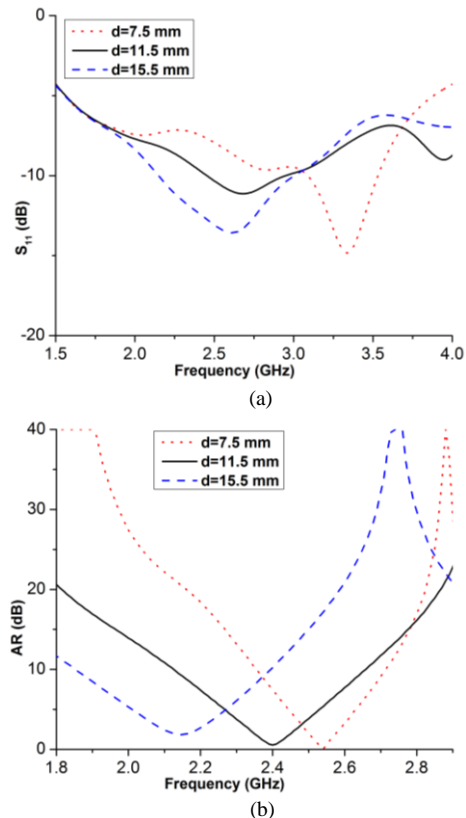 0
d=7.5 mm
d=11.5 mm
d=15.5 mm
-10
S11 (dB)
-20
1.5 2.0 2.5 3.0 3.5 4.0
Frequency (GHz)
(a)
40
d=7.5 mm
d=11.5 mm
d=15.5 mm
30
20
AR (dB)
10
0
1.8 2.0 2.2 2.4 2.6 2.8
Frequency (GHz)
(b)